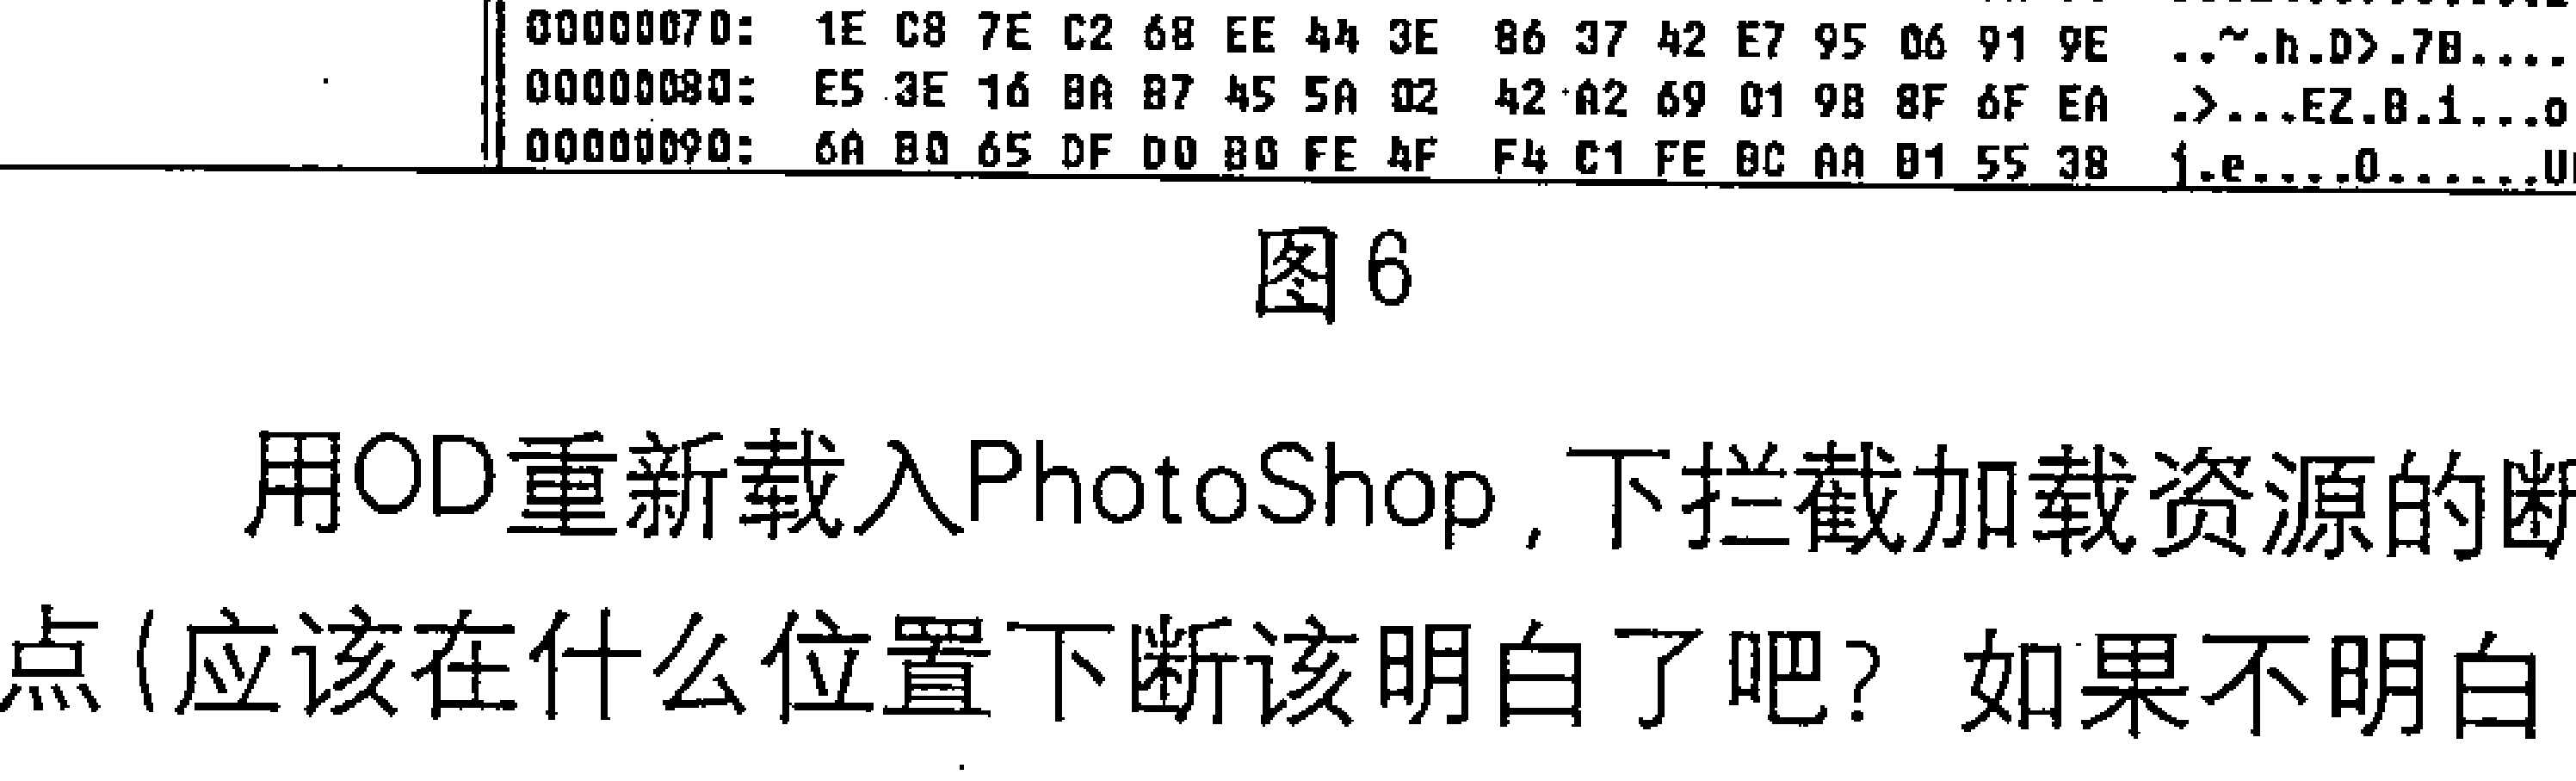 00000070: 1E C8 7E C2 68 EE 44 3E 86 37 42 E7 95 06 91 9E ..~.h.D>.7B....
00000080: E5 3E 16 BA B7 45 5A 02 42 A2 69 01 9B 8F 6F EA .>...EZ.B.i...o
00000090: 6A 80 65 DF D0 B0 FE 4F F4 C1 FE BC AA 81 55 38 j.e....O......U
图6
用OD重新载入PhotoShop,下拦截加载资源的断
点(应该在什么位置下断该明白了吧? 如果不明白